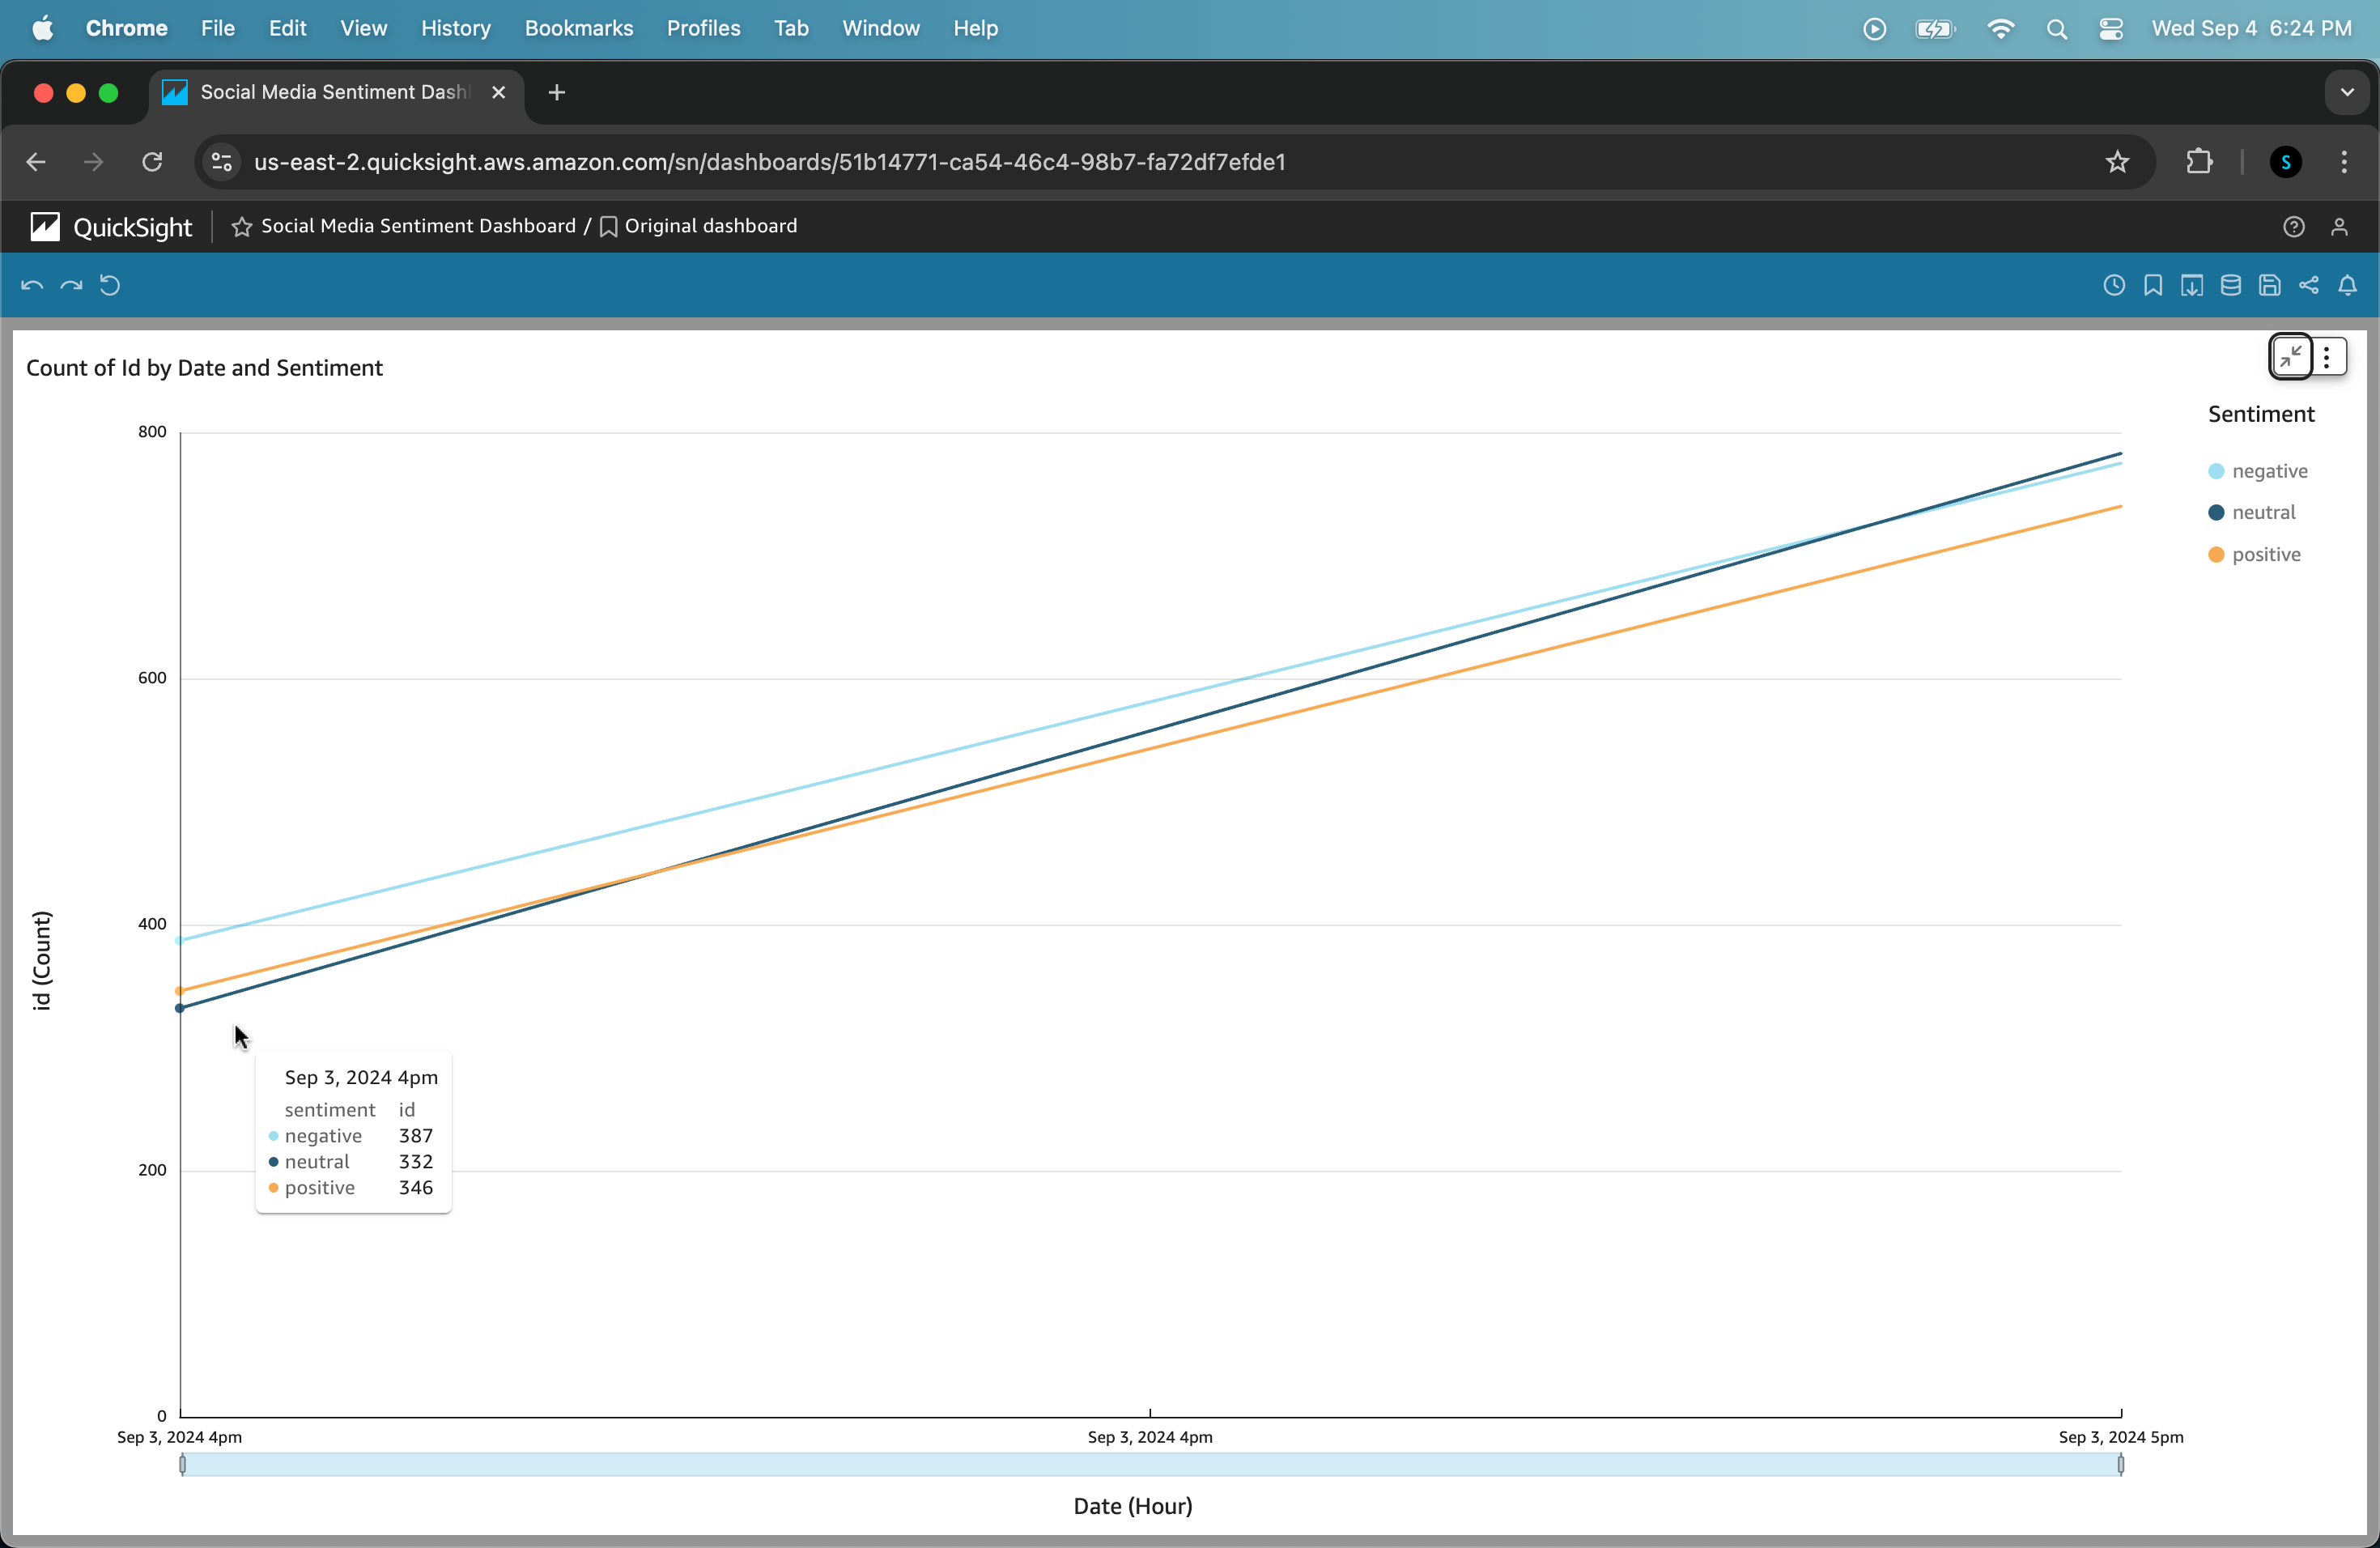 Chrome File Edit View History Bookmarks Profiles Tab Window Help Wed Sep 4 6:24 PM
Social Media Sentiment Dash
us-east-2.quicksight.aws.amazon.com/sn/dashboards/51b14771-ca54-46c4-98b7-fa72df7efde1 S
QuickSight Social Media Sentiment Dashboard / Original dashboard
Count of Id by Date and Sentiment
Sentiment
negative
neutral
positive
800
600
400
200
0
id (Count)
Sep 3, 2024 4pm
sentiment id
negative 387
neutral 332
positive 346
Sep 3, 2024 4pm Sep 3, 2024 4pm Sep 3, 2024 5pm
Date (Hour)